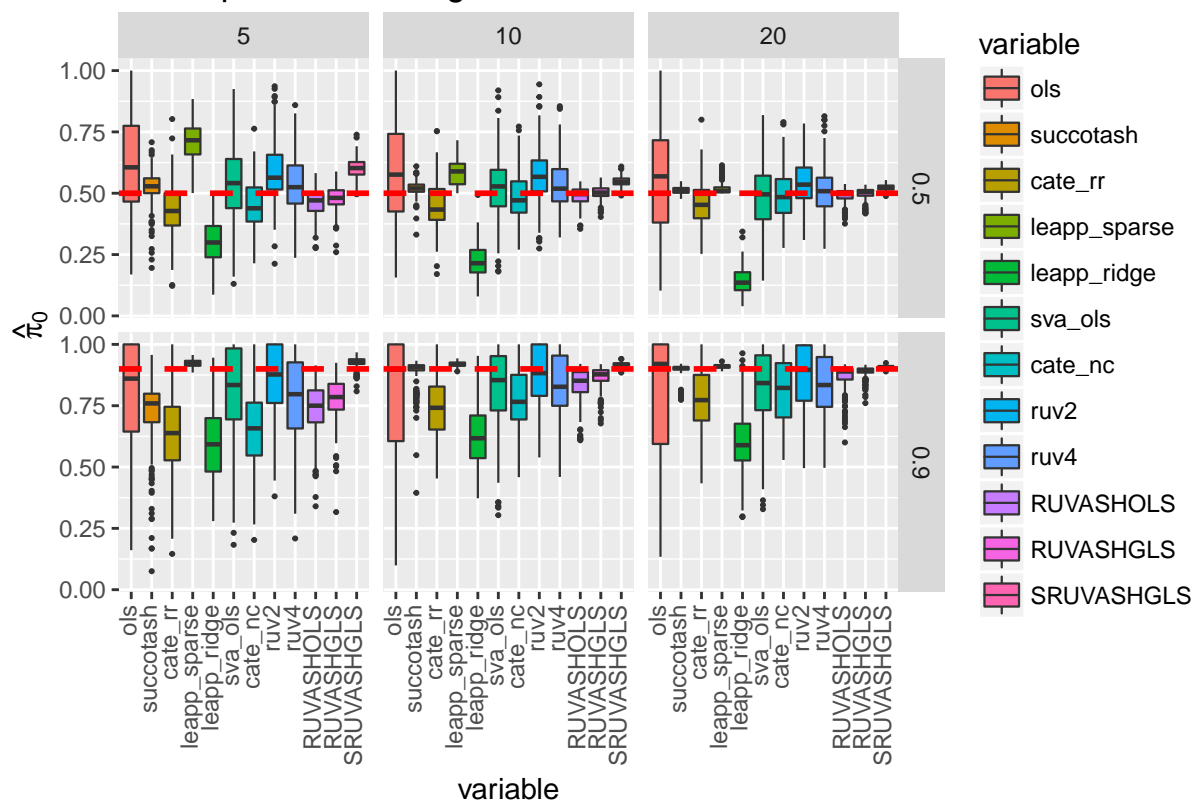 5
10
20
variable
1.00
0.75
0.50
0.25
0.00
0.5
1.00
0.75
0.50
0.25
0.00
0.9
π̂0
ols
succotash
cate_rr
leapp_sparse
leapp_ridge
sva_ols
cate_nc
ruv2
ruv4
RUVASHOLS
RUVASHGLS
SRUVASHGLS
ols
succotash
cate_rr
leapp_sparse
leapp_ridge
sva_ols
cate_nc
ruv2
ruv4
RUVASHOLS
RUVASHGLS
SRUVASHGLS
ols
succotash
cate_rr
leapp_sparse
leapp_ridge
sva_ols
cate_nc
ruv2
ruv4
RUVASHOLS
RUVASHGLS
SRUVASHGLS
variable
ols
succotash
cate_rr
leapp_sparse
leapp_ridge
sva_ols
cate_nc
ruv2
ruv4
RUVASHOLS
RUVASHGLS
SRUVASHGLS